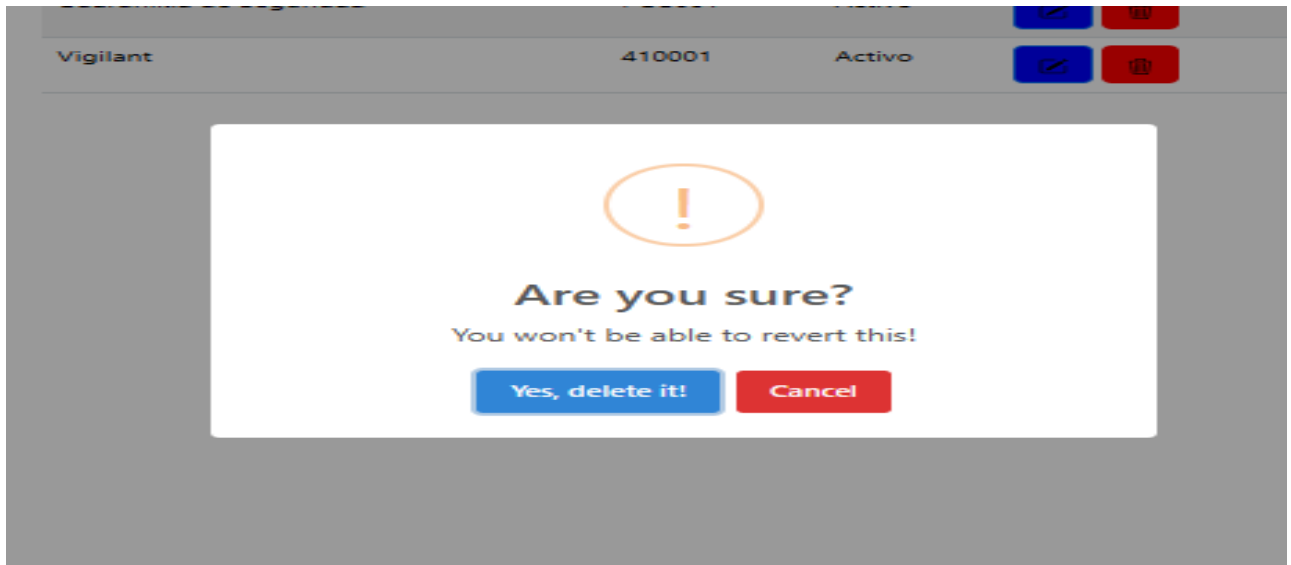 Vigilant 410001 Activo
!
Are you sure?
You won't be able to revert this!
Yes, delete it! Cancel